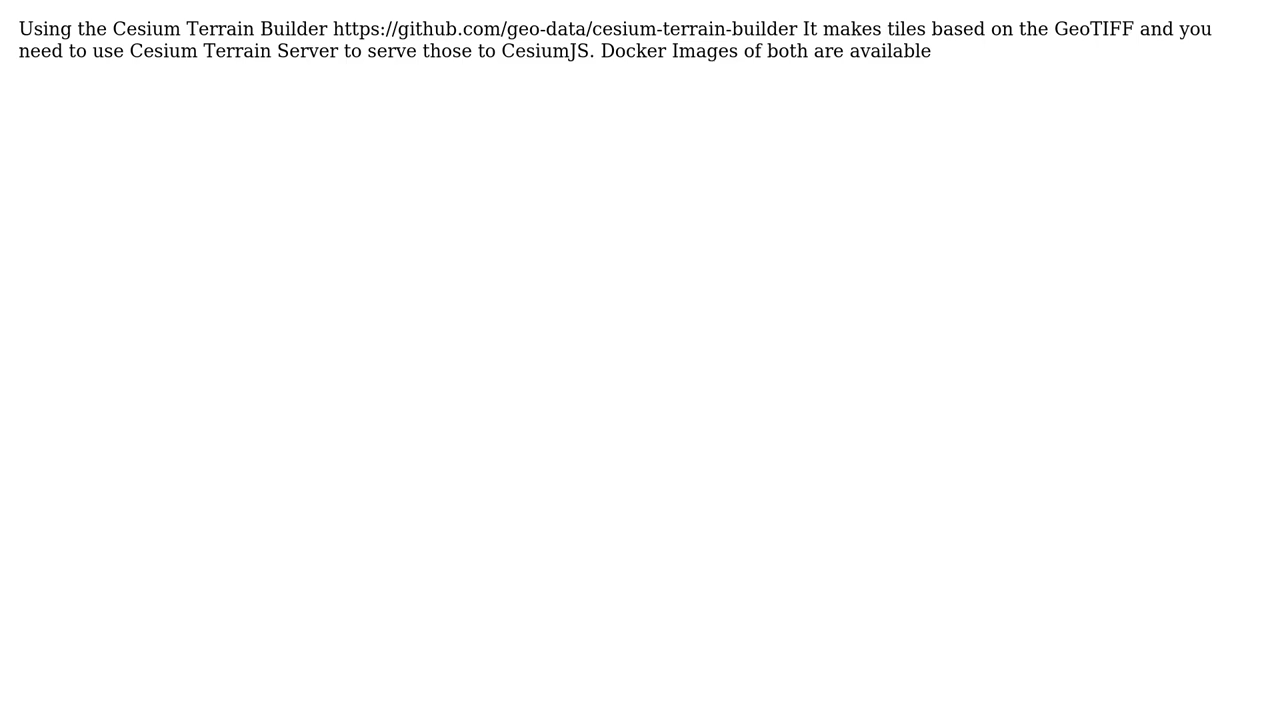 Using the Cesium Terrain Builder https://github.com/geo-data/cesium-terrain-builder It makes tiles based on the GeoTIFF and you
need to use Cesium Terrain Server to serve those to CesiumJS. Docker Images of both are available